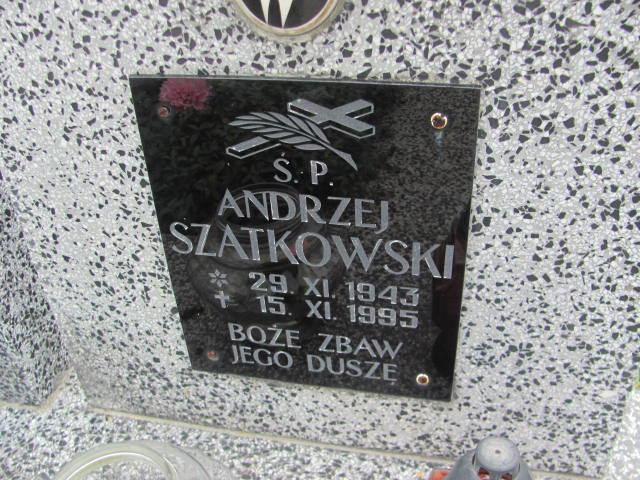 Ś. P.
ANDRZEJ
SZATKOWSKI
29. XI. 1943
15. XI. 1995
BOŻE ZBAW
JEGO DUSZĘ